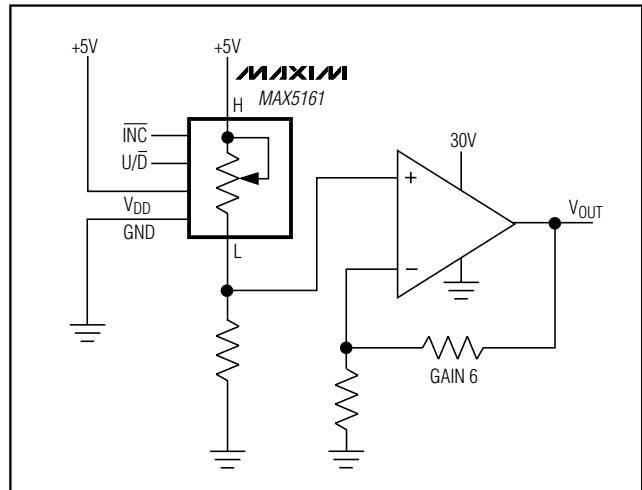 +5V
+5V
MAXIM
MAX5161
H
INC
U/D
VDD
GND
L
30V
+
−
VOUT
GAIN 6